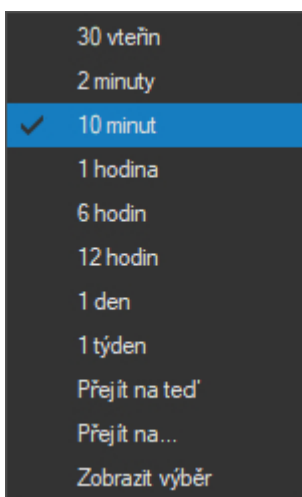 30 vteřin
2 minuty
10 minut
1 hodina
6 hodin
12 hodin
1 den
1 týden
Přejít na teď
Přejít na...
Zobrazit výběr